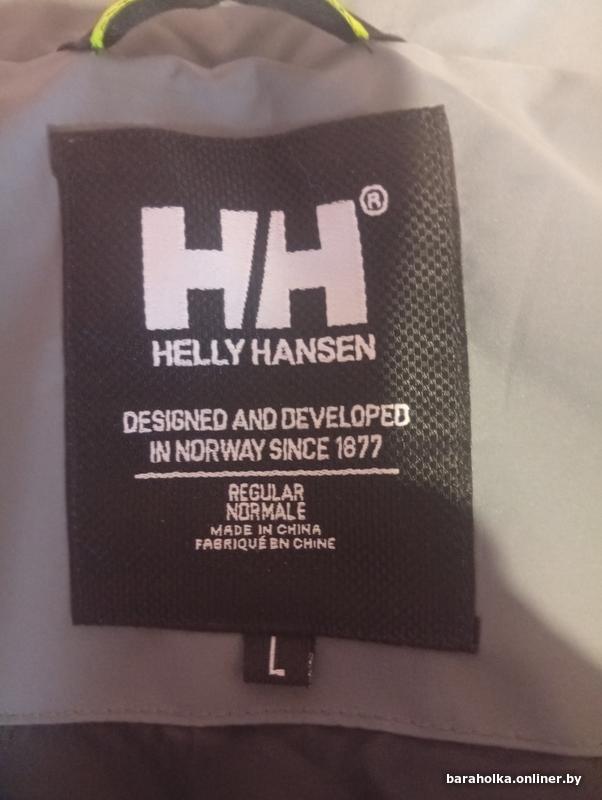 HH®
HELLY HANSEN
DESIGNED AND DEVELOPED
IN NORWAY SINCE 1877
REGULAR
NORMALE
MADE IN CHINA
FABRIQUÉ EN CHINE
L
baraholka.onliner.by